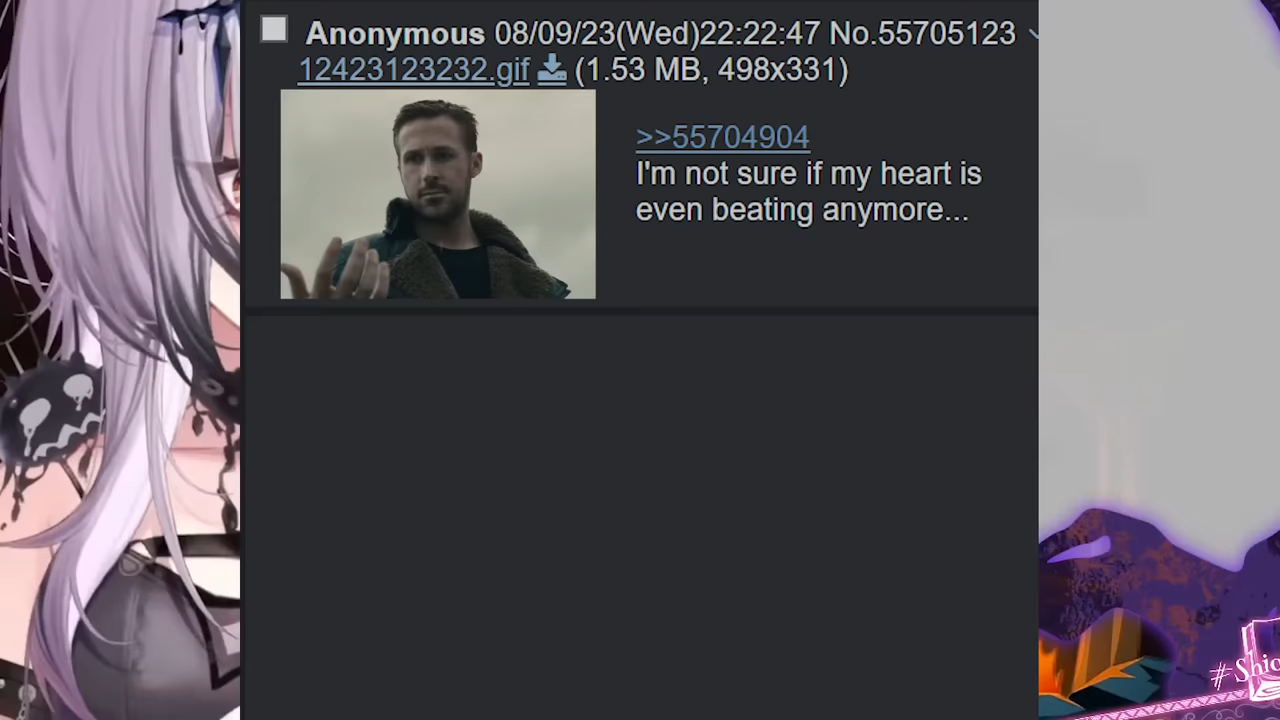 Anonymous 08/09/23(Wed)22:22:47 No.55705123
12423123232.gif (1.53 MB, 498x331)
>>55704904
I'm not sure if my heart is
even beating anymore...